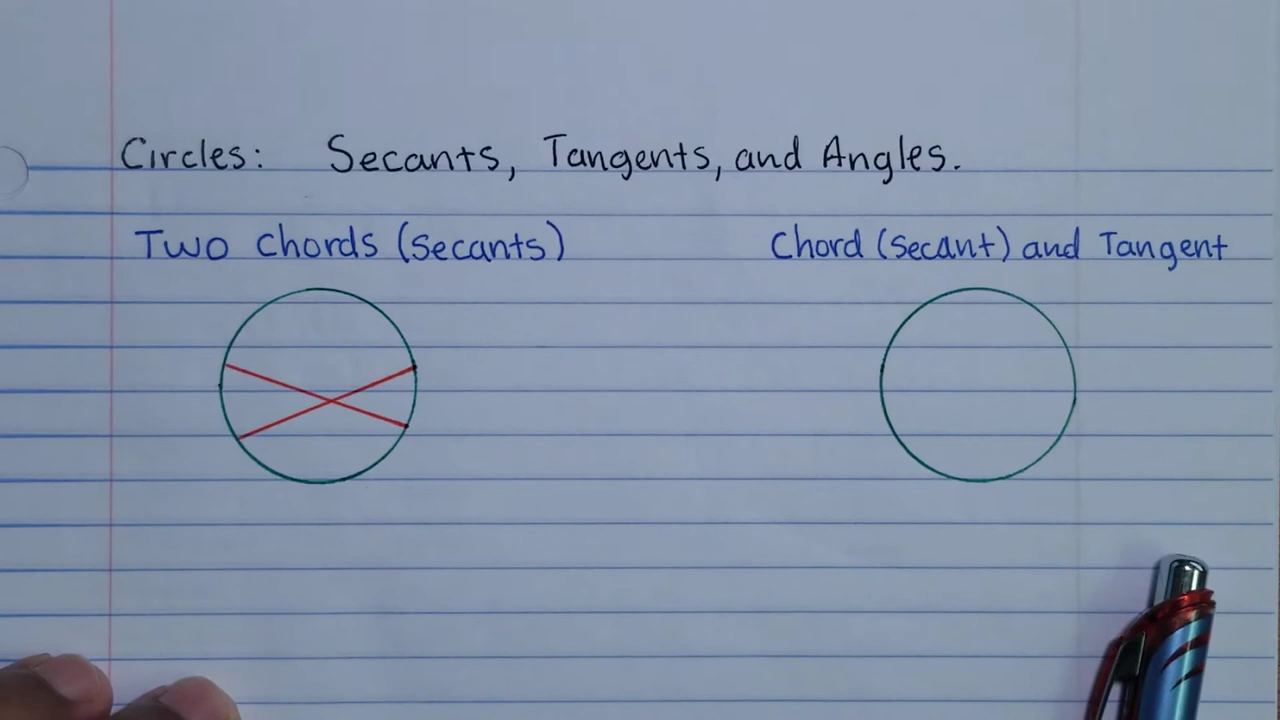 Circles: Secants, Tangents, and Angles.
Two Chords (Secants)
Chord (Secant) and Tangent